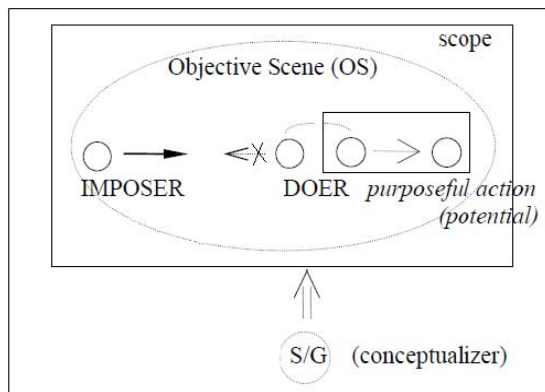 scope
Objective Scene (OS)
IMPOSER
DOER
purposeful action
(potential)
S/G (conceptualizer)